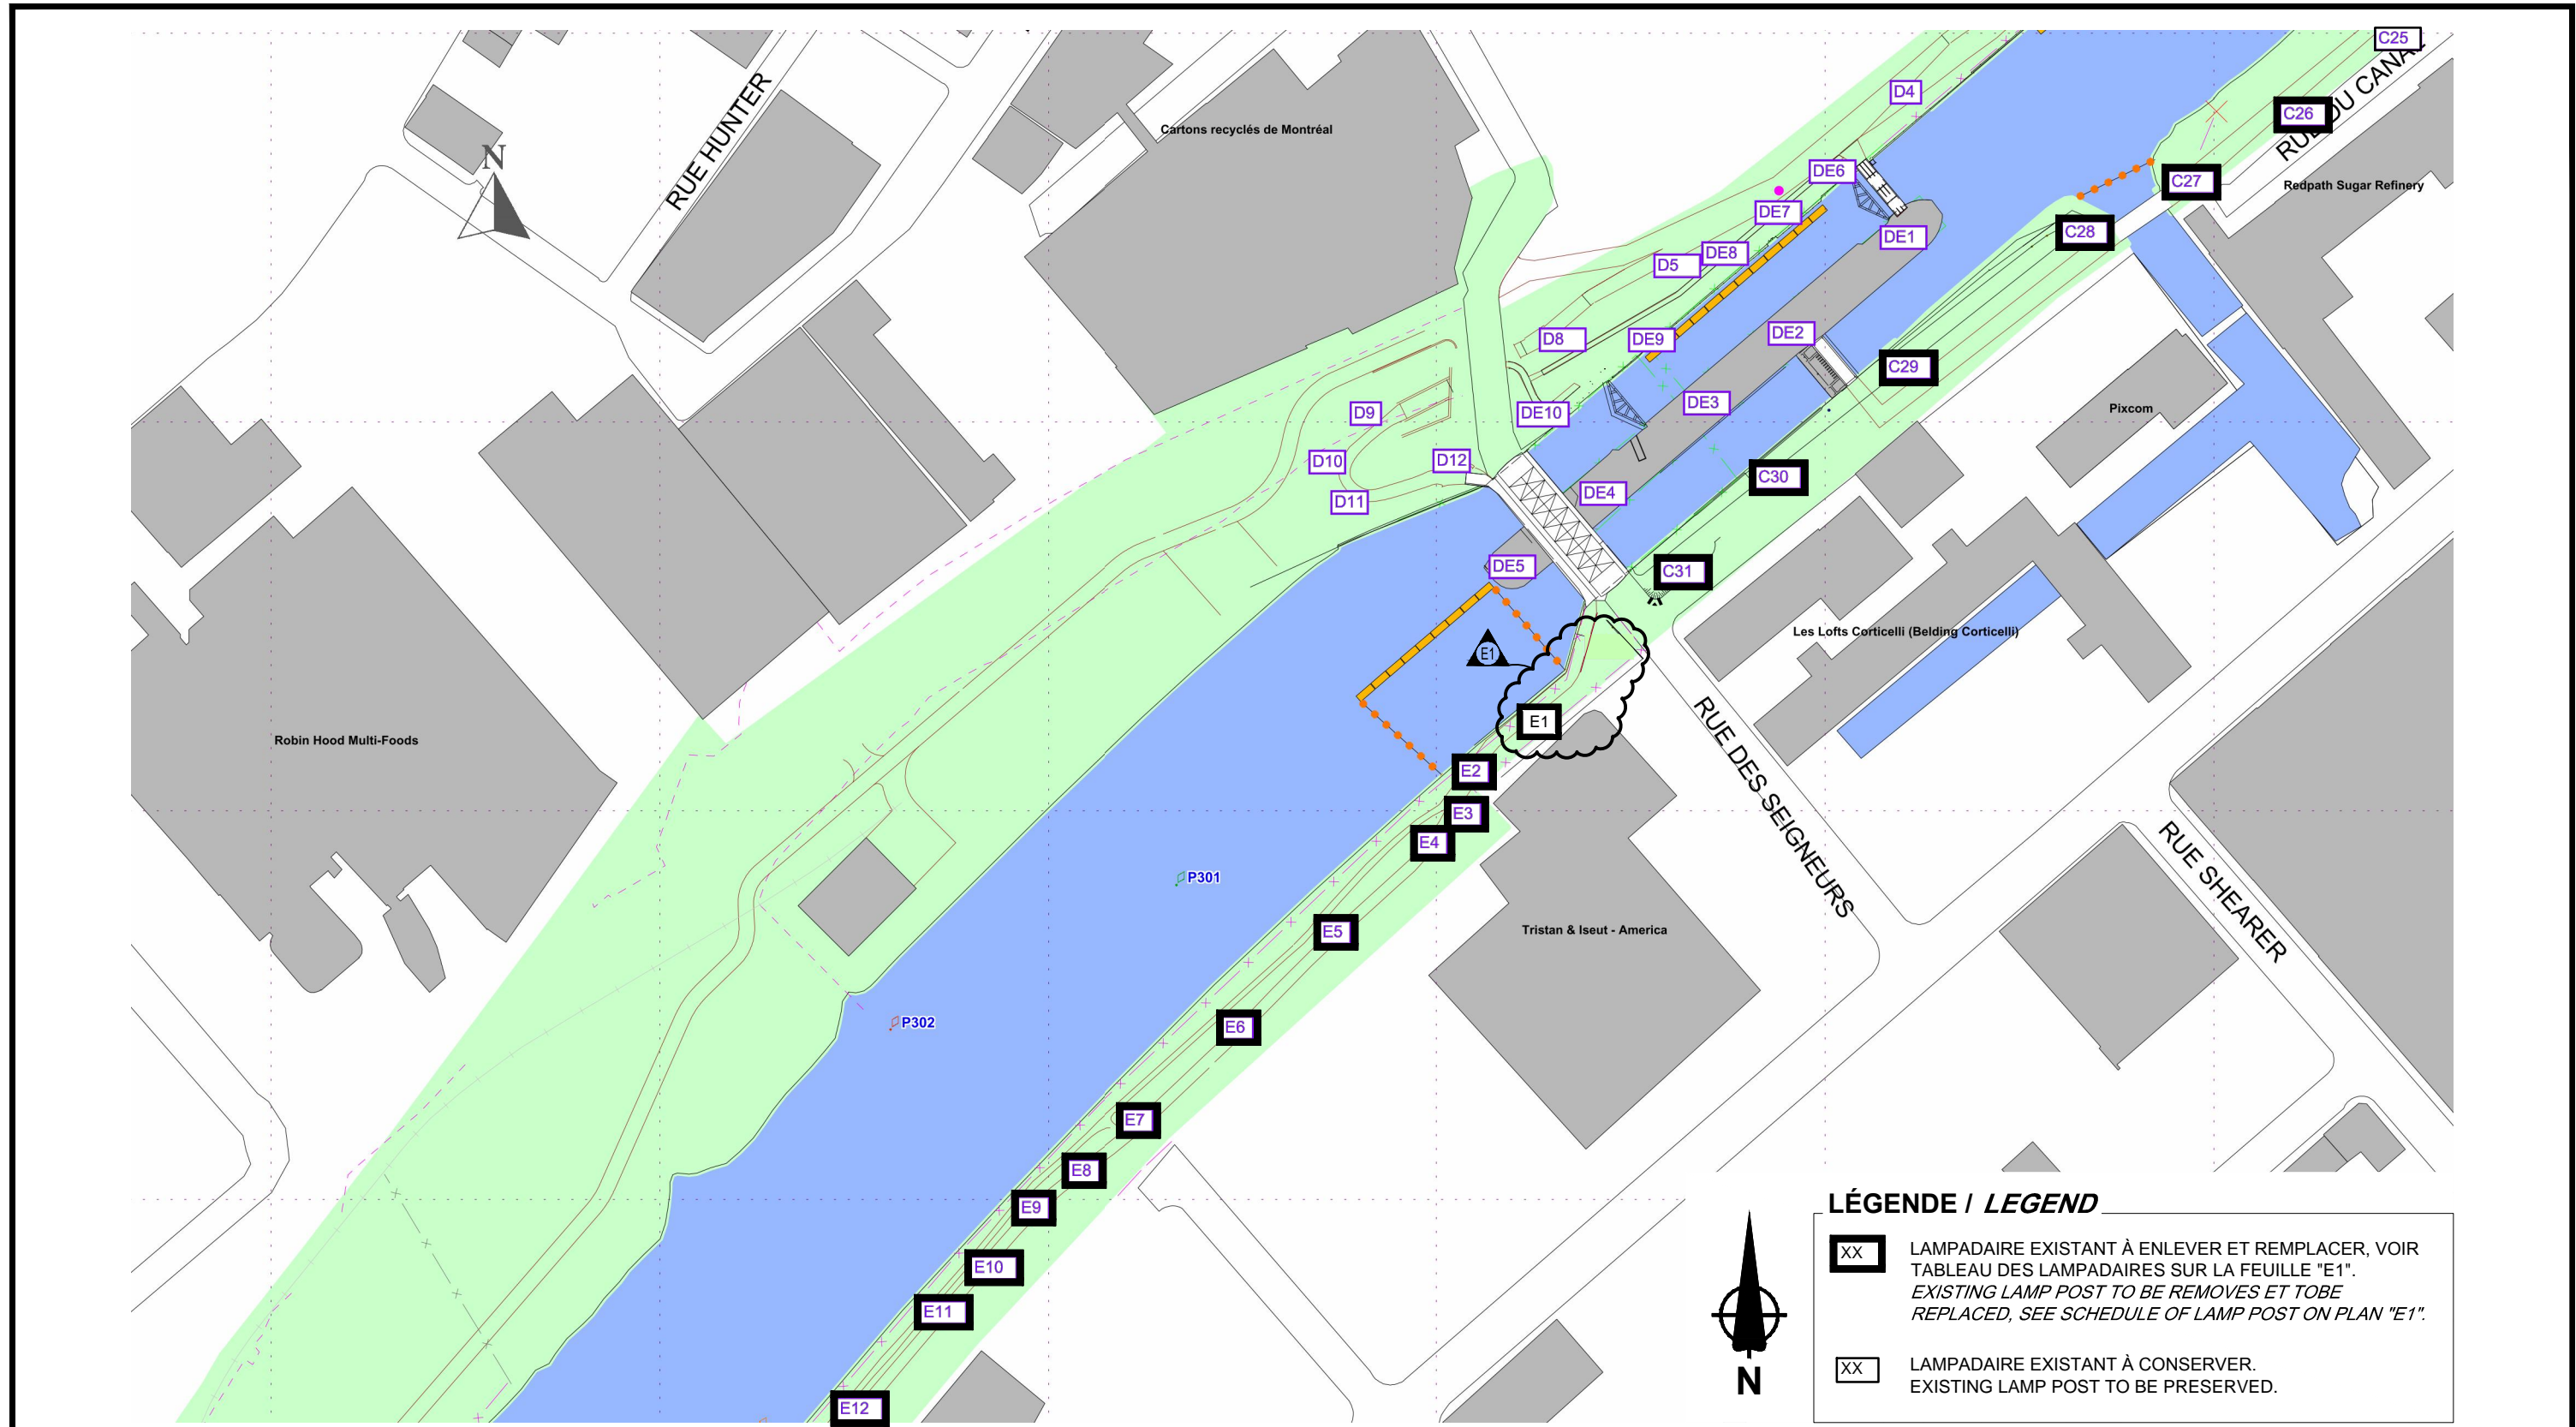 C25
RUE DU CANAL
C26
D4
RUE HUNTER
N
Cartons recyclés de Montréal
DE6
C27
Redpath Sugar Refinery
DE7
C28
DE1
DE8
D5
DE2
D8
DE9
C29
DE3
Pixcom
D9
DE10
D10
D12
C30
DE4
D11
DE5
C31
Les Lofts Corticelli (Belding Corticelli)
E1
E1
Robin Hood Multi-Foods
RUE DES SEIGNEURS
E2
E3
E4
P301
RUE SHEARER
E5
Tristan & Iseut - America
P302
E6
E7
E8
E9
E10
E11
E12
N
LÉGENDE / LEGEND
XX
LAMPADAIRE EXISTANT À ENLEVER ET REMPLACER, VOIR
TABLEAU DES LAMPADAIRES SUR LA FEUILLE "E1".
EXISTING LAMP POST TO BE REMOVES ET TOBE
REPLACED, SEE SCHEDULE OF LAMP POST ON PLAN "E1".
XX
LAMPADAIRE EXISTANT À CONSERVER.
EXISTING LAMP POST TO BE PRESERVED.